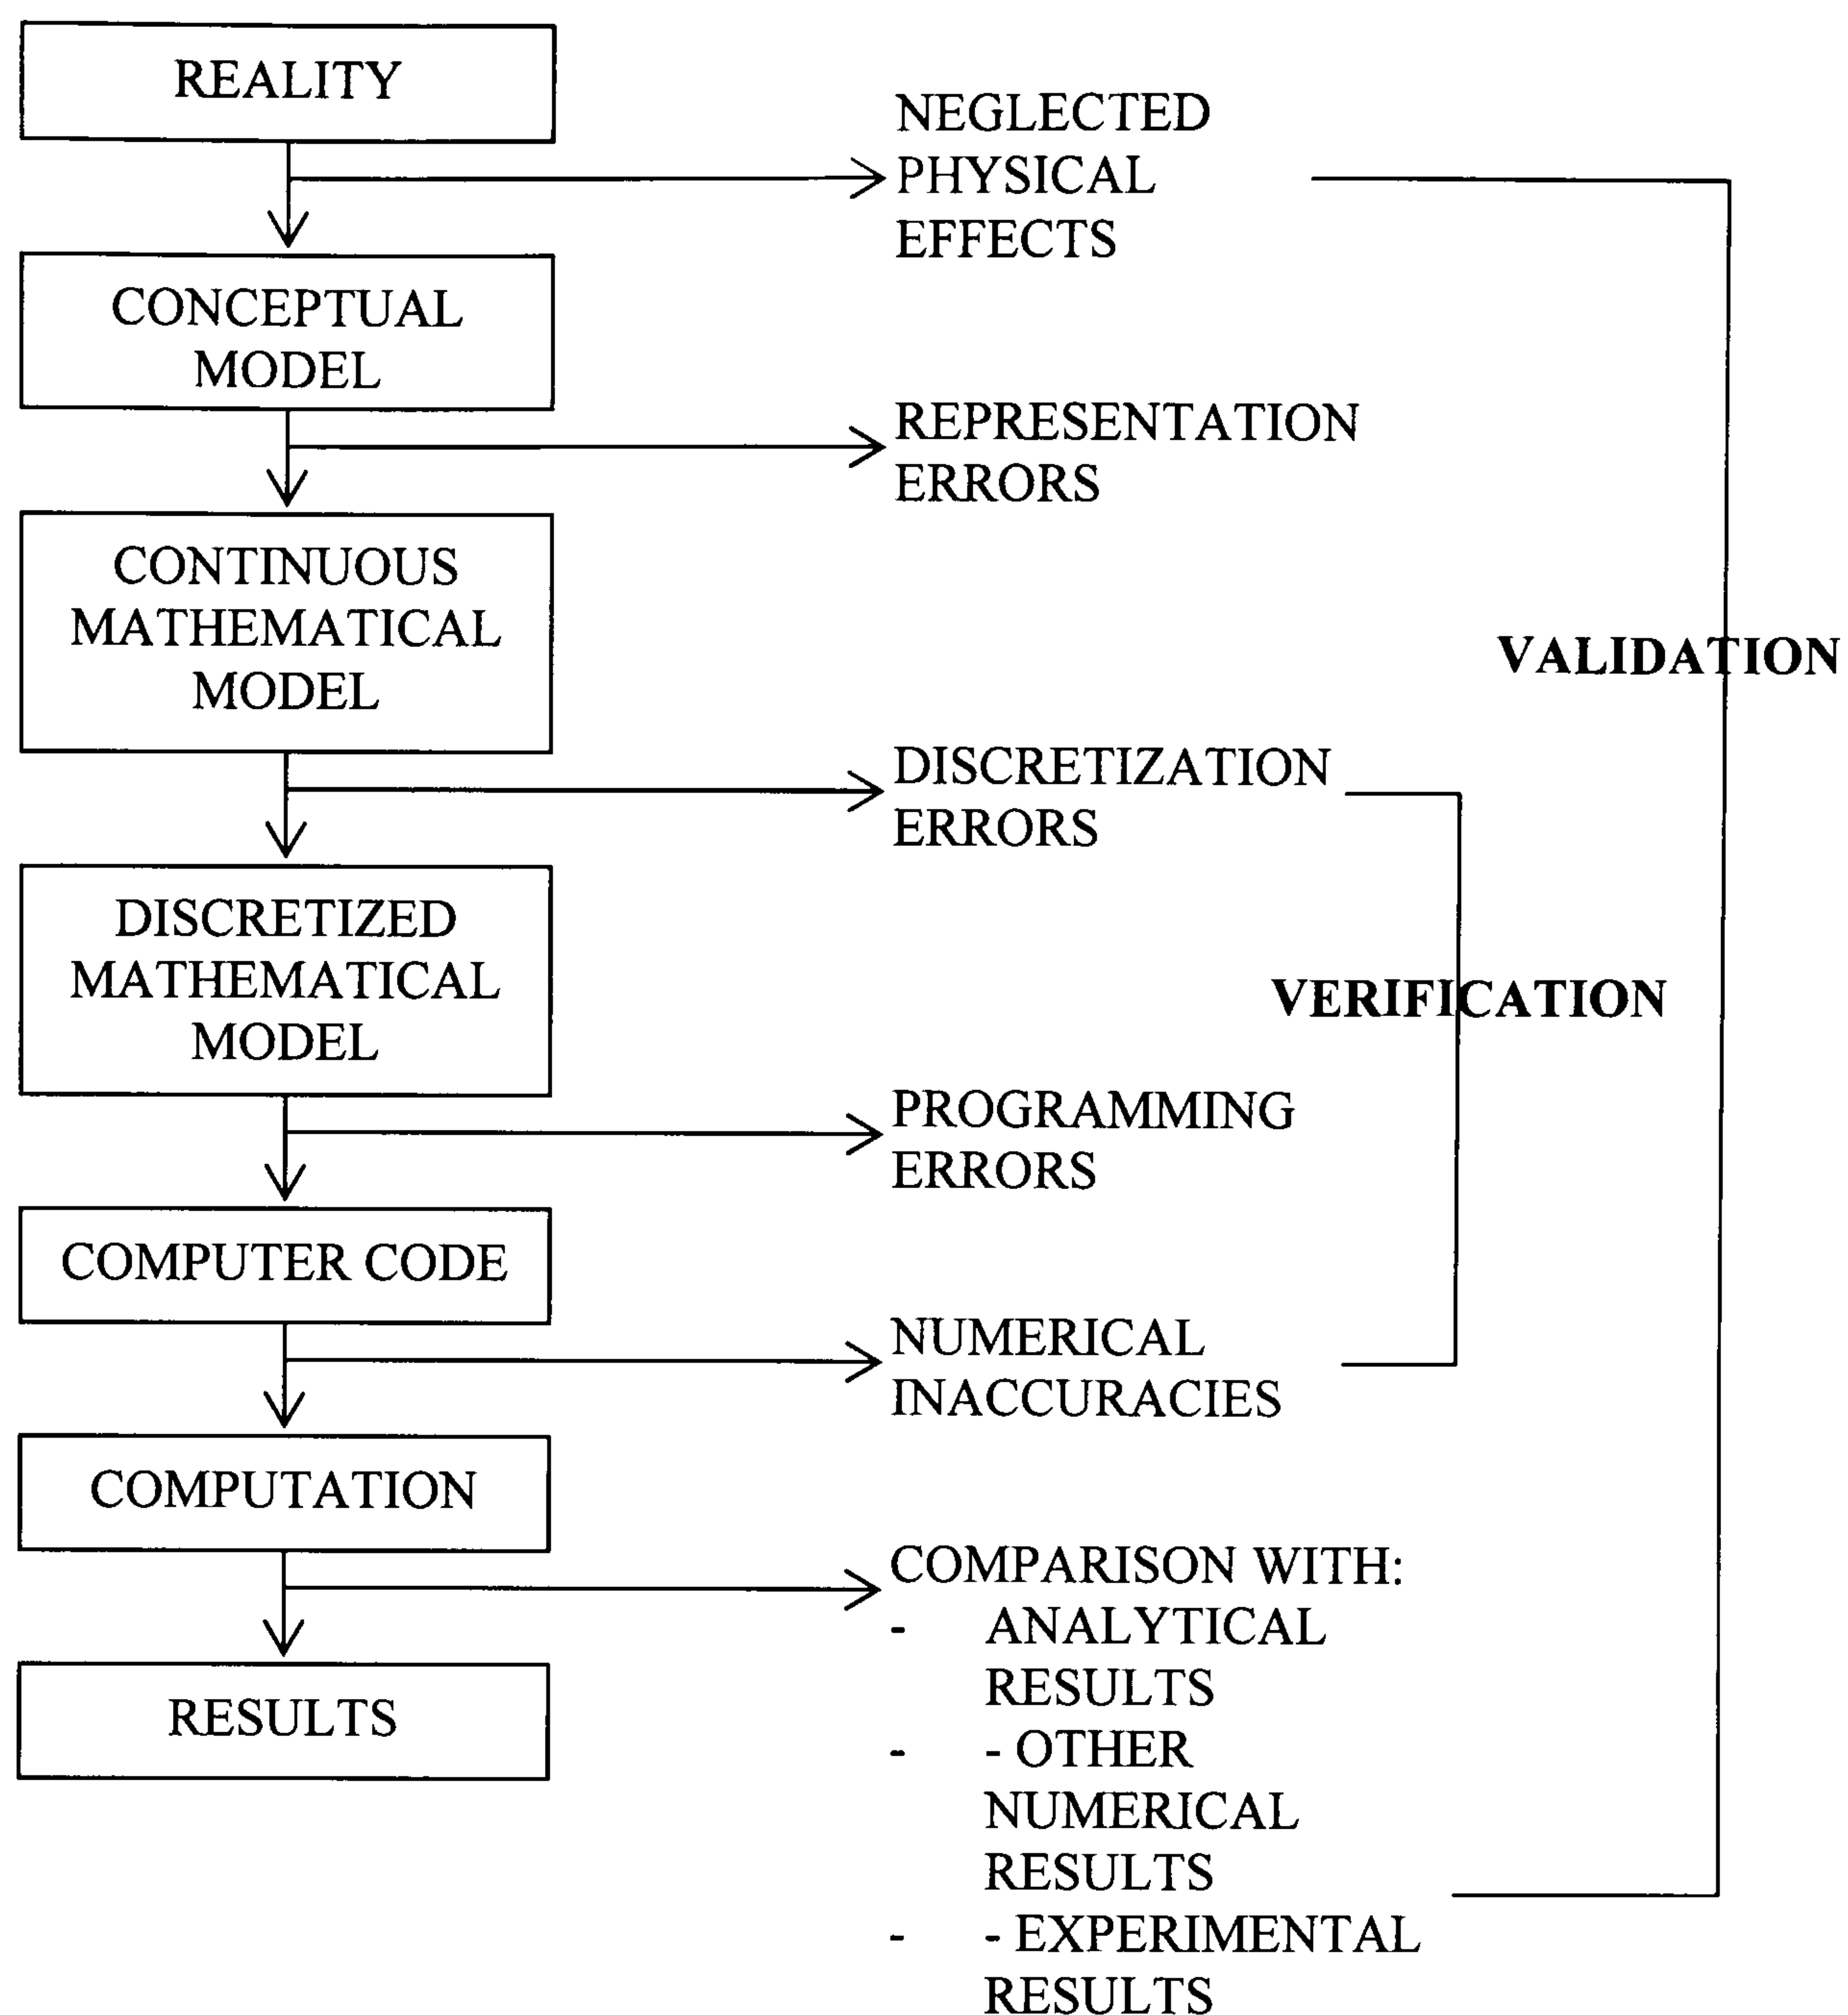 REALITY
NEGLECTED
PHYSICAL
EFFECTS
CONCEPTUAL
MODEL
REPRESENTATION
ERRORS
CONTINUOUS
MATHEMATICAL
MODEL
VALIDATION
DISCRETIZATION
ERRORS
DISCRETIZED
MATHEMATICAL
MODEL
VERIFICATION
PROGRAMMING
ERRORS
COMPUTER CODE
NUMERICAL
INACCURACIES
COMPUTATION
COMPARISON WITH:
- ANALYTICAL
RESULTS
- - OTHER
NUMERICAL
RESULTS
- - EXPERIMENTAL
RESULTS
RESULTS